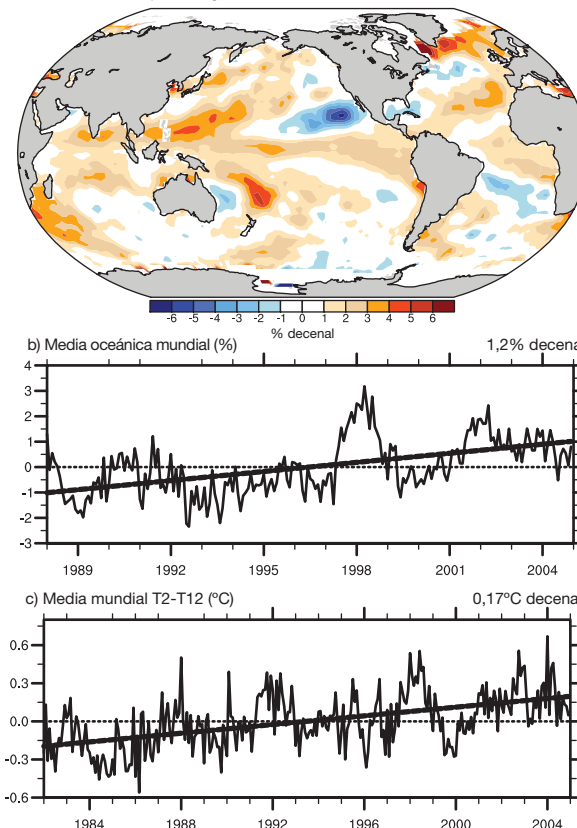 -6 -5 -4 -3 -2 -1 0 1 2 3 4 5 6
% decenal
b) Media oceánica mundial (%) 1,2% decena
4
3
2
1
0
-1
-2
-3
1989 1992 1995 1998 2001 2004
c) Media mundial T2-T12 (ºC) 0,17ºC decena
0.6
0.3
0.0
-0.3
-0.6
1984 1988 1992 1996 2000 2004